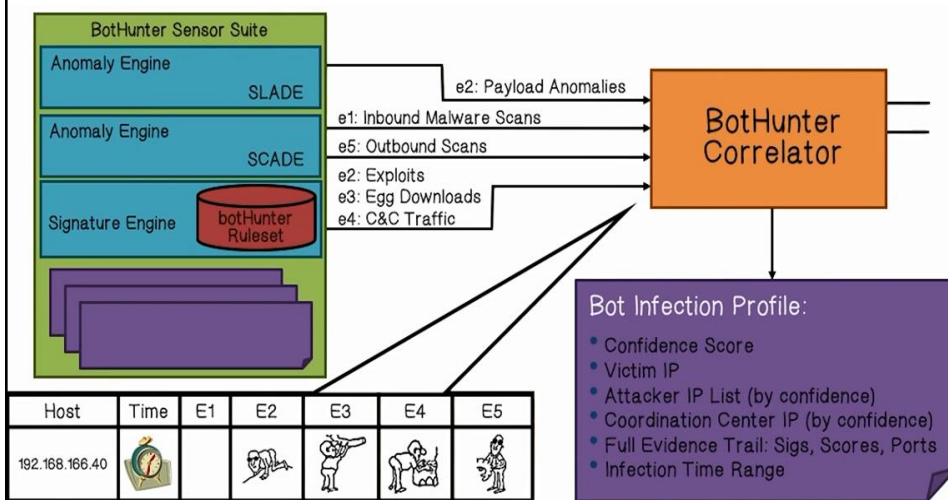 BotHunter Sensor Suite
Anomaly Engine
SLADE
Anomaly Engine
SCADE
Signature Engine
botHunter
Ruleset
e2: Payload Anomalies
e1: Inbound Malware Scans
e5: Outbound Scans
e2: Exploits
e3: Egg Downloads
e4: C&C Traffic
BotHunter
Correlator
Bot Infection Profile:
• Confidence Score
• Victim IP
• Attacker IP List (by confidence)
• Coordination Center IP (by confidence)
• Full Evidence Trail: Sigs, Scores, Ports
• Infection Time Range
Host Time E1 E2 E3 E4 E5
192.168.166.40